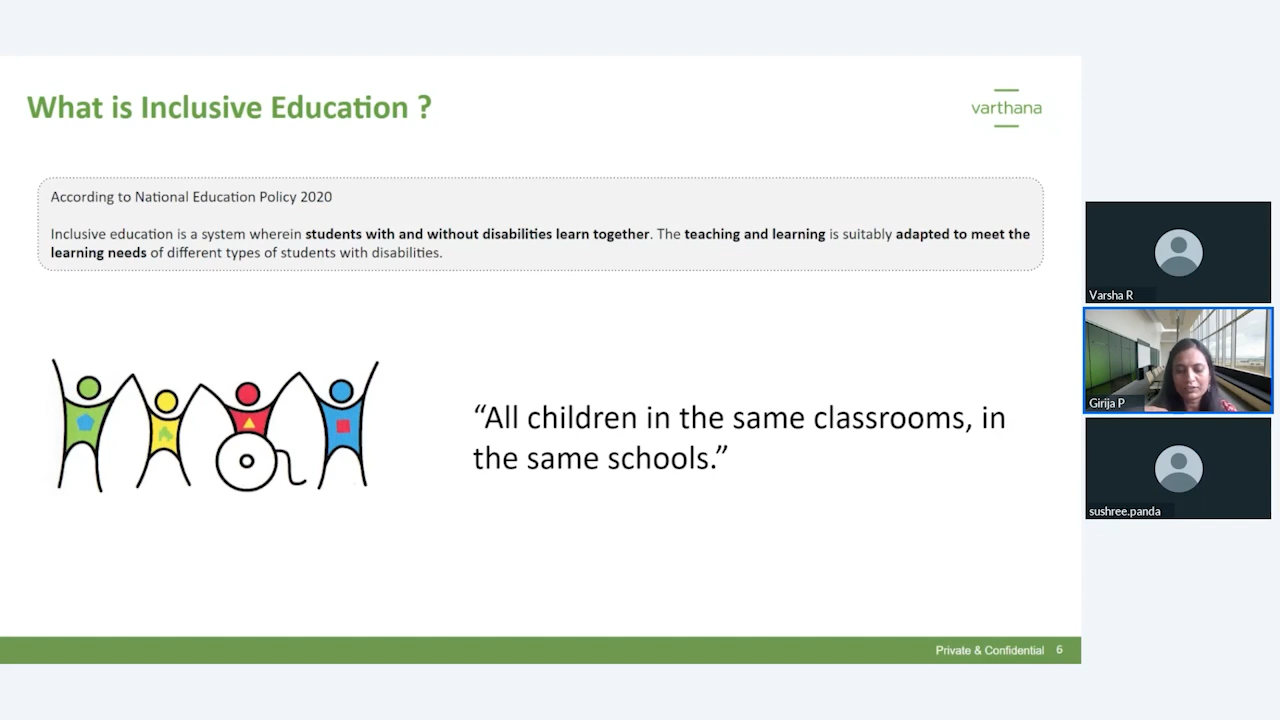 What is Inclusive Education ?
varthana
According to National Education Policy 2020
Inclusive education is a system wherein students with and without disabilities learn together. The teaching and learning is suitably adapted to meet the
learning needs of different types of students with disabilities.
“All children in the same classrooms, in
the same schools.”
Varsha R
Girija P
sushree.panda
Private & Confidential 6